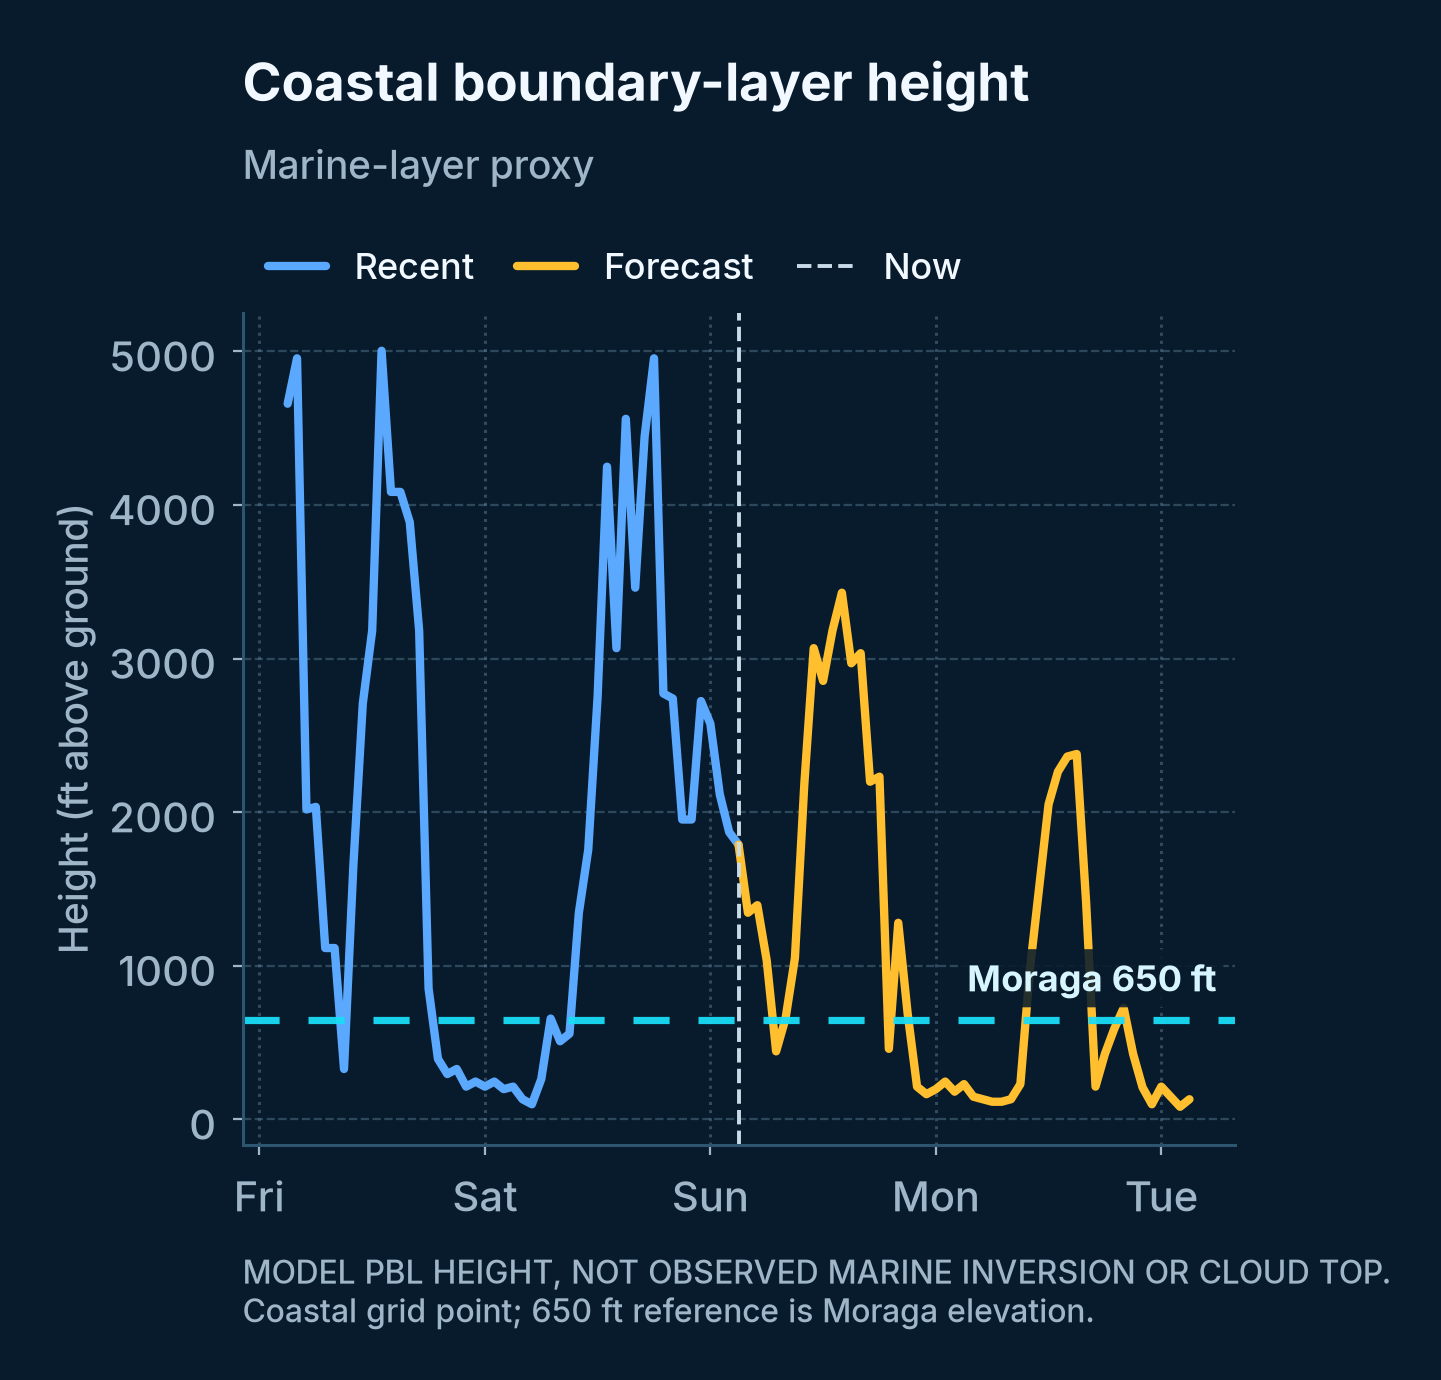 Coastal boundary-layer height
Marine-layer proxy
Recent
Forecast
Now
Height (ft above ground)
5000
4000
3000
2000
1000
0
Moraga 650 ft
Fri
Sat
Sun
Mon
Tue
MODEL PBL HEIGHT, NOT OBSERVED MARINE INVERSION OR CLOUD TOP.
Coastal grid point; 650 ft reference is Moraga elevation.